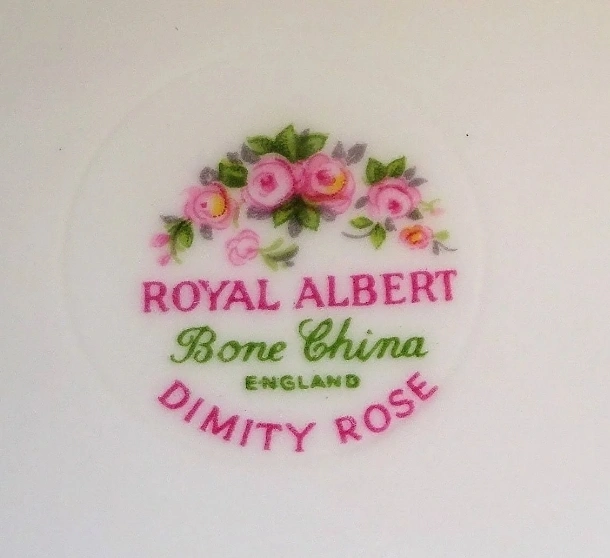 ROYAL ALBERT
Bone China
ENGLAND
DIMITY ROSE